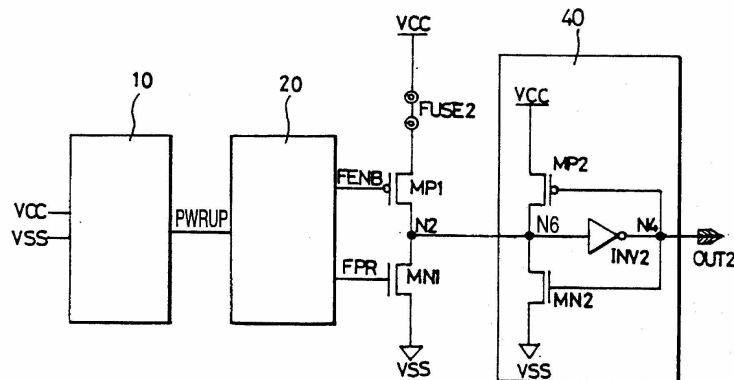 VCC
40
10
20
FUSE2
VCC
MP2
FENB
MP1
VCC
PWRUP
N2
N6
N4
VSS
INV2
OUT2
FPR
MN1
MN2
VSS
VSS